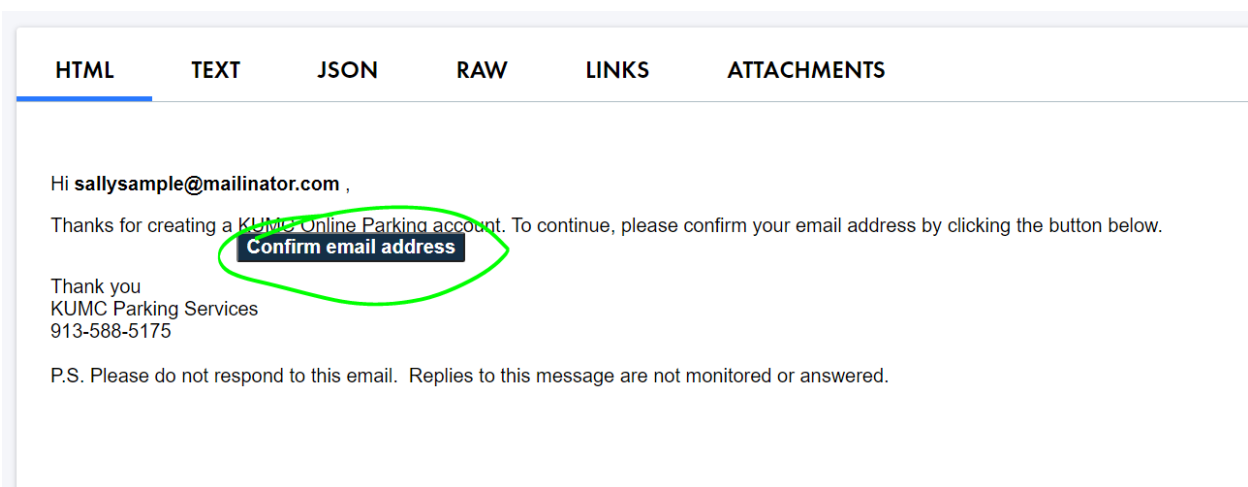 HTML TEXT JSON RAW LINKS ATTACHMENTS
Hi sallysample@mailinator.com ,
Thanks for creating a KUMC Online Parking account. To continue, please confirm your email address by clicking the button below.
Confirm email address
Thank you
KUMC Parking Services
913-588-5175
P.S. Please do not respond to this email.  Replies to this message are not monitored or answered.